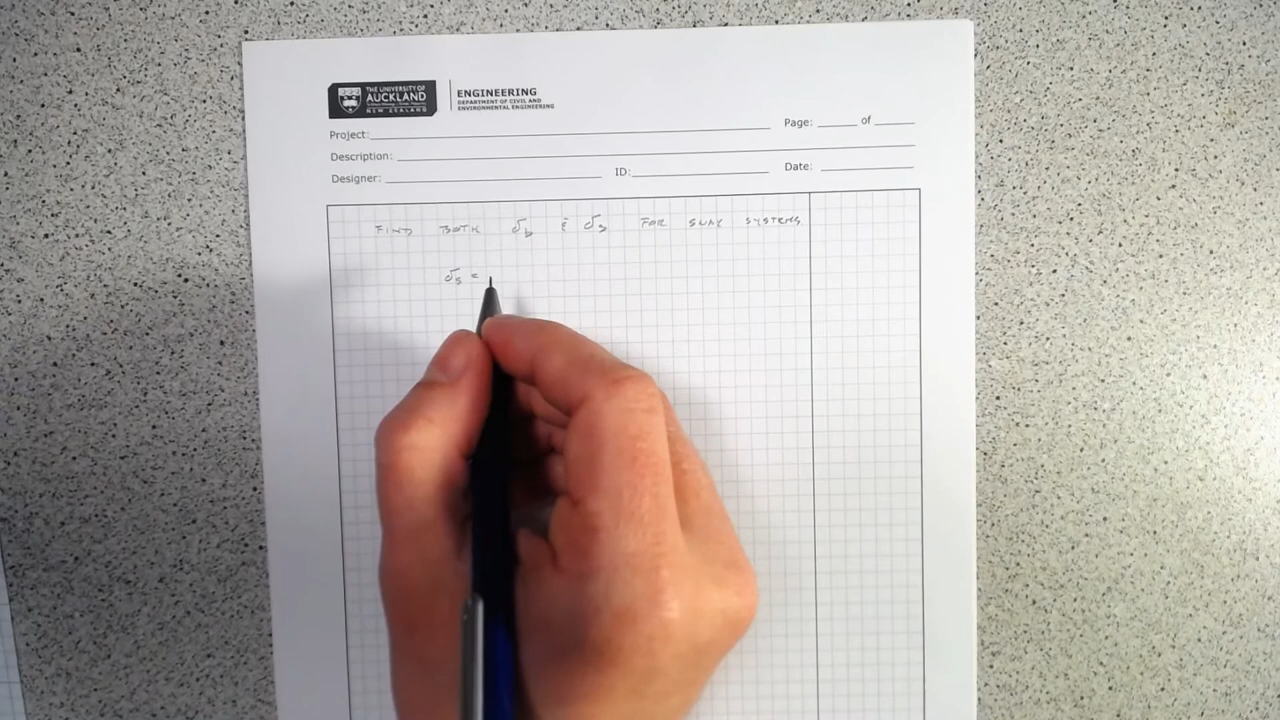 THE UNIVERSITY OF
AUCKLAND
NEW ZEALAND
ENGINEERING
DEPARTMENT OF CIVIL AND
ENVIRONMENTAL ENGINEERING
Project:
Page: of
Description:
Designer: ID: Date:
FIND BOTH δb & δs FOR SWAY SYSTEMS
δs =